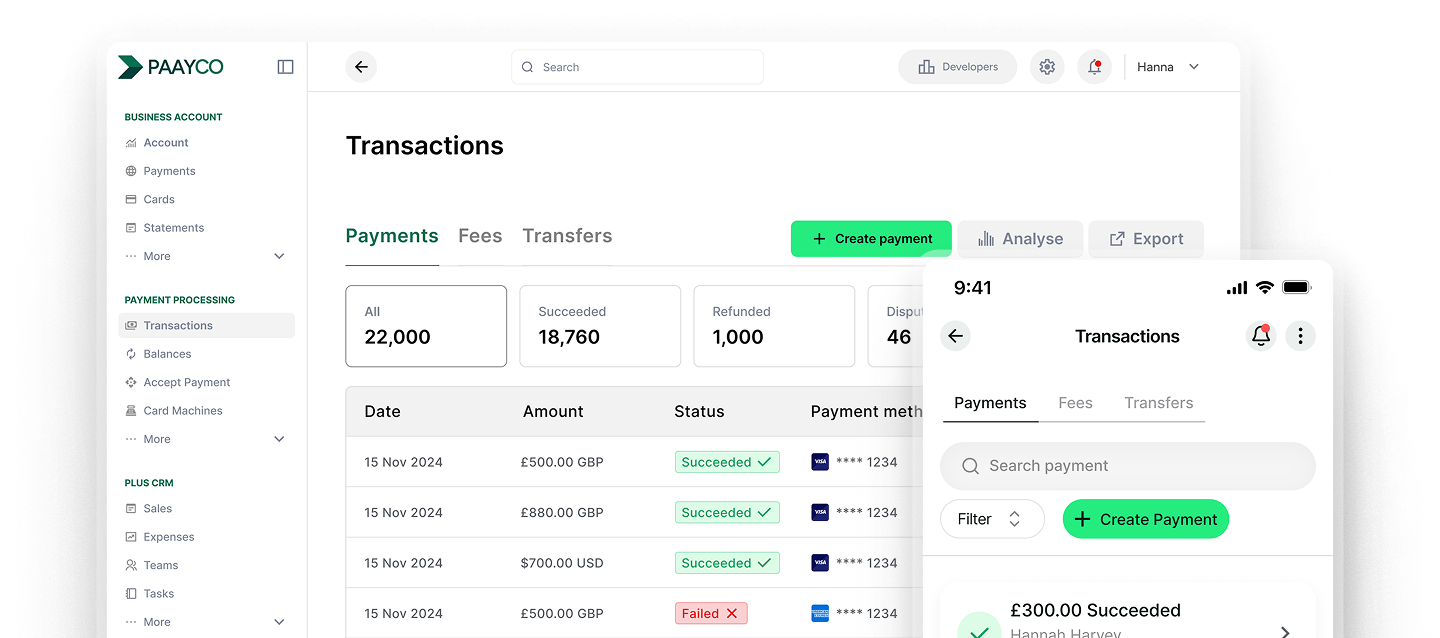 PAAYCO
Search
Developers
Hanna
BUSINESS ACCOUNT
Account
Payments
Cards
Statements
More
PAYMENT PROCESSING
Transactions
Balances
Accept Payment
Card Machines
More
PLUS CRM
Sales
Expenses
Teams
Tasks
More
Transactions
Payments Fees Transfers
+ Create payment
Analyse
Export
All
22,000
Succeeded
18,760
Refunded
1,000
Disput
46
Date Amount Status Payment meth
15 Nov 2024 £500.00 GBP Succeeded VISA **** 1234
15 Nov 2024 £880.00 GBP Succeeded VISA **** 1234
15 Nov 2024 $700.00 USD Succeeded VISA **** 1234
15 Nov 2024 £500.00 GBP Failed **** 1234
9:41
Transactions
Payments Fees Transfers
Search payment
Filter
+ Create Payment
£300.00 Succeeded
Hannah Harvey